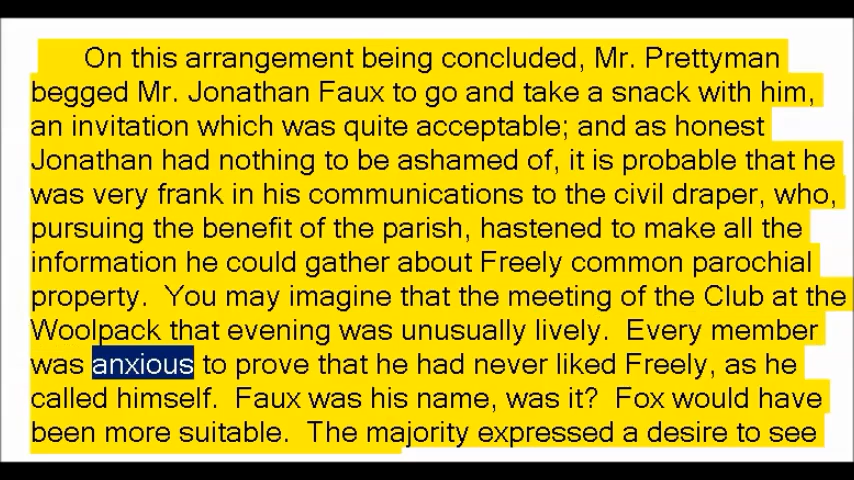 On this arrangement being concluded, Mr. Prettyman
begged Mr. Jonathan Faux to go and take a snack with him,
an invitation which was quite acceptable; and as honest
Jonathan had nothing to be ashamed of, it is probable that he
was very frank in his communications to the civil draper, who,
pursuing the benefit of the parish, hastened to make all the
information he could gather about Freely common parochial
property.  You may imagine that the meeting of the Club at the
Woolpack that evening was unusually lively.  Every member
was anxious to prove that he had never liked Freely, as he
called himself.  Faux was his name, was it?  Fox would have
been more suitable.  The majority expressed a desire to see